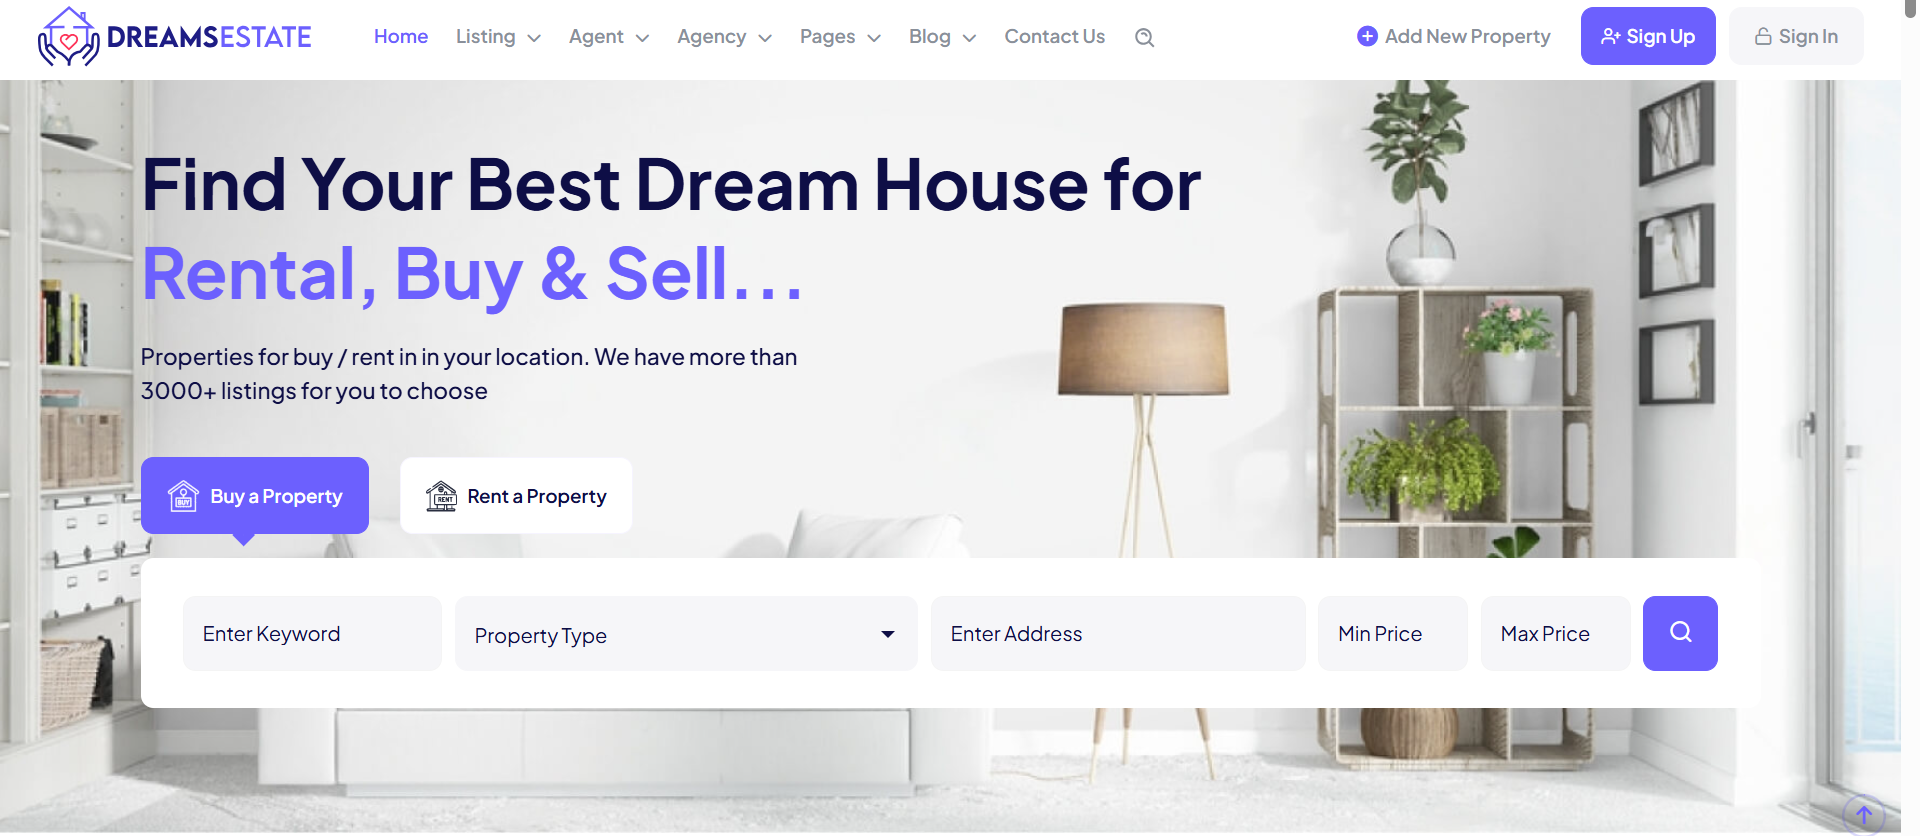 DREAMSESTATE
Home
Listing
Agent
Agency
Pages
Blog
Contact Us
Add New Property
Sign Up
Sign In
Find Your Best Dream House for
Rental, Buy & Sell...
Properties for buy / rent in in your location. We have more than
3000+ listings for you to choose
BUY
Buy a Property
RENT
Rent a Property
Enter Keyword
Property Type
Enter Address
Min Price
Max Price